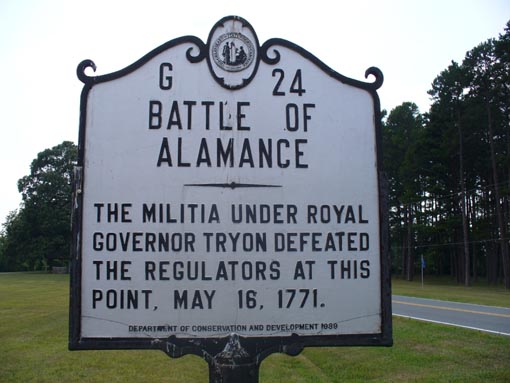 G 24
BATTLE OF
ALAMANCE
THE MILITIA UNDER ROYAL
GOVERNOR TRYON DEFEATED
THE REGULATORS AT THIS
POINT, MAY 16, 1771.
DEPARTMENT OF CONSERVATION AND DEVELOPMENT 1939